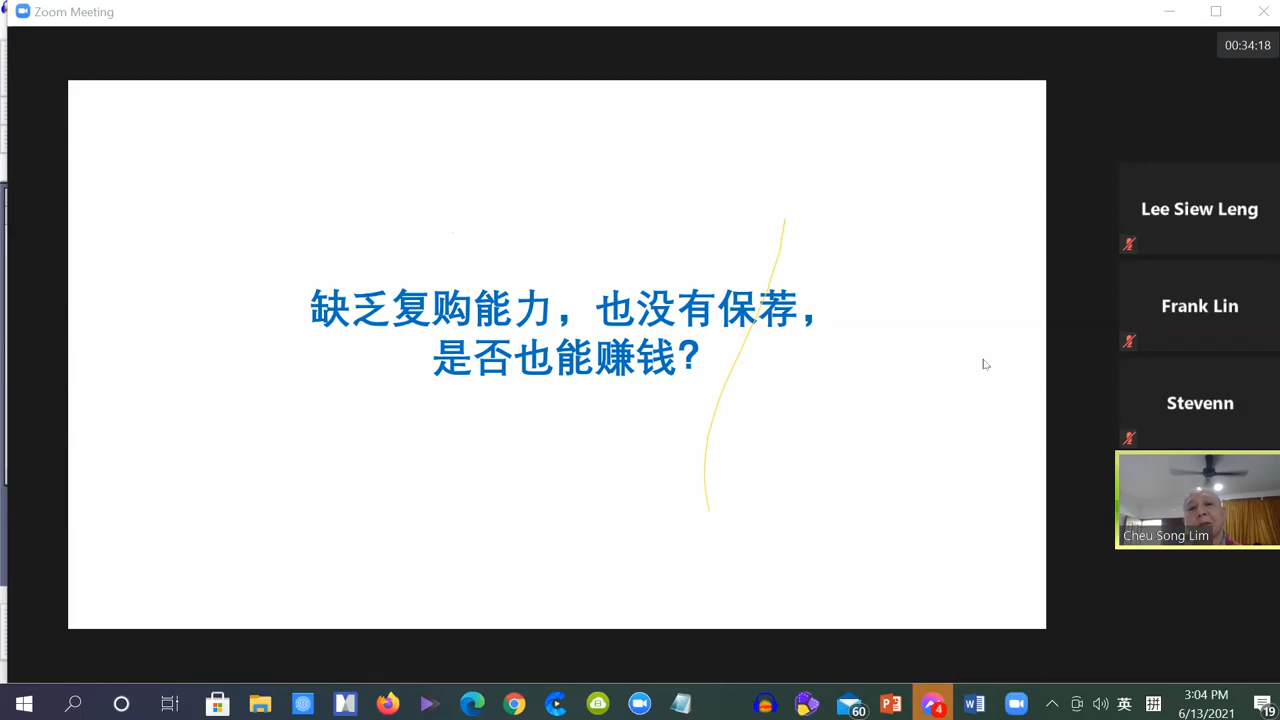 Zoom Meeting
00:34:18
缺乏复购能力，也没有保荐，
是否也能赚钱？
Lee Siew Leng
Frank Lin
Stevenn
Cheu Song Lim
60
4
英
拼
3:04 PM
6/13/2021
19